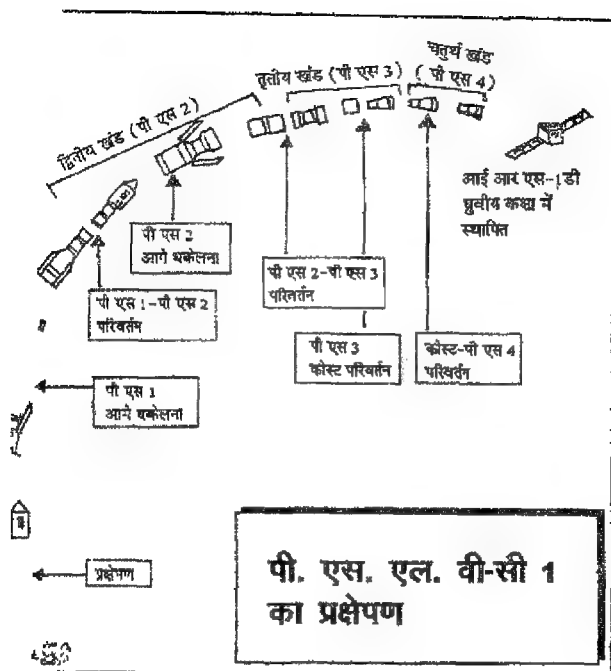 चतुर्थ खंड
तृतीय खंड (पी एस 3)
( पी एस 4 )
द्वितीय खंड (पी एस 2)
आई आर एस-1डी
ध्रुवीय कक्षा में
स्थापित
पी एस 2
आगे धकेलना
पी एस 2-पी एस 3
परिवर्तन
पी एस 1-पी एस 2
परिवर्तन
पी एस 3
कोस्ट परिवर्तन
कोस्ट-पी एस 4
परिवर्तन
पी एस 1
आगे धकेलना
प्रक्षेपण
पी. एस. एल. वी-सी 1
का प्रक्षेपण